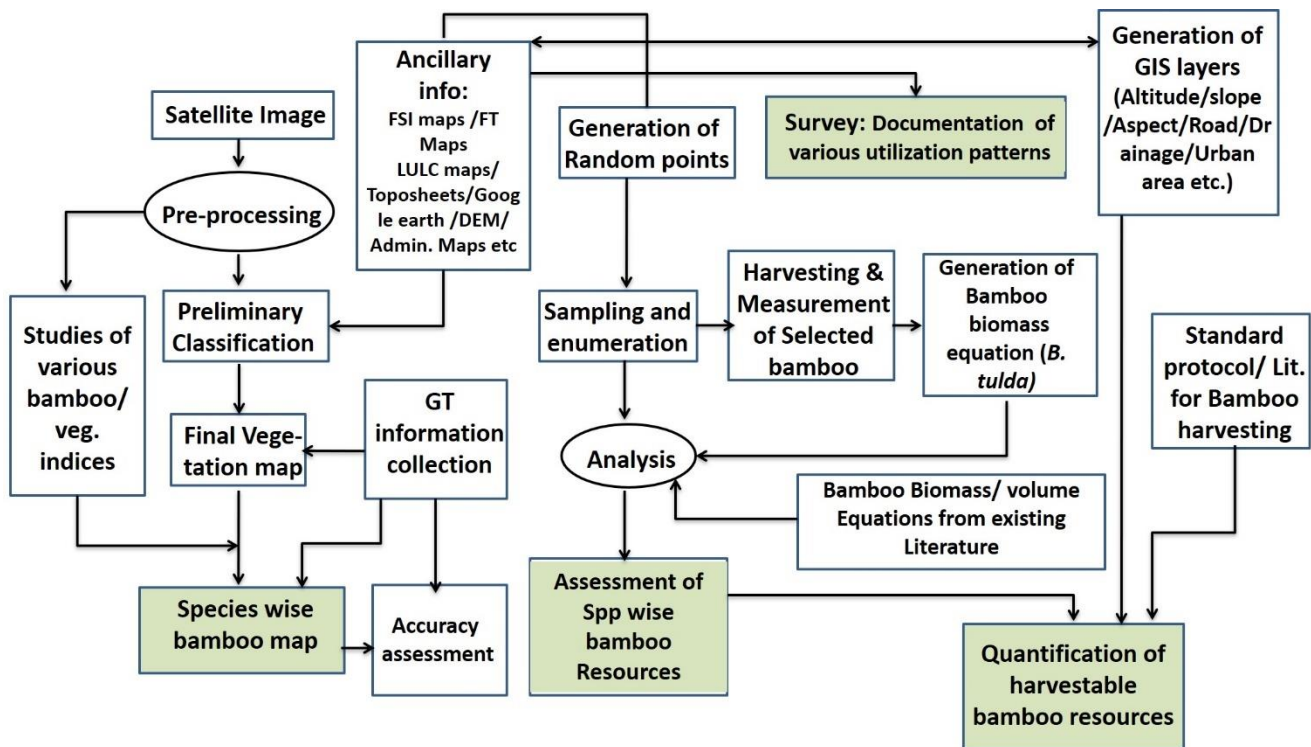 Satellite Image
Pre-processing
Studies of
various
bamboo/
veg.
indices
Preliminary
Classification
Final Vege-
tation map
Species wise
bamboo map
Ancillary
info:
FSI maps /FT
Maps
LULC maps/
Toposheets/Goog
le earth /DEM/
Admin. Maps etc
GT
information
collection
Accuracy
assessment
Generation of
Random points
Sampling and
enumeration
Analysis
Assessment of
Spp wise
bamboo
Resources
Survey: Documentation of
various utilization patterns
Harvesting &
Measurement
of Selected
bamboo
Generation of
Bamboo
biomass
equation (B.
tulda)
Bamboo Biomass/ volume
Equations from existing
Literature
Generation of
GIS layers
(Altitude/slope
/Aspect/Road/Dr
ainage/Urban
area etc.)
Standard
protocol/ Lit.
for Bamboo
harvesting
Quantification of
harvestable
bamboo resources